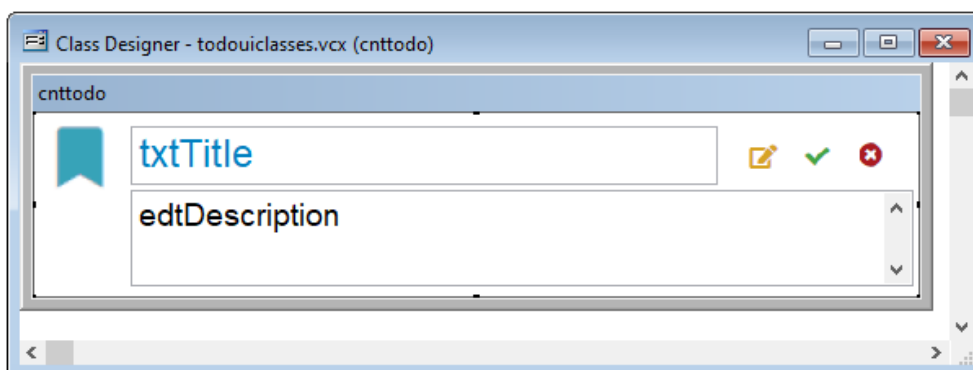 Class Designer - todouiclasses.vcx (cnttodo)
cnttodo
txtTitle
edtDescription